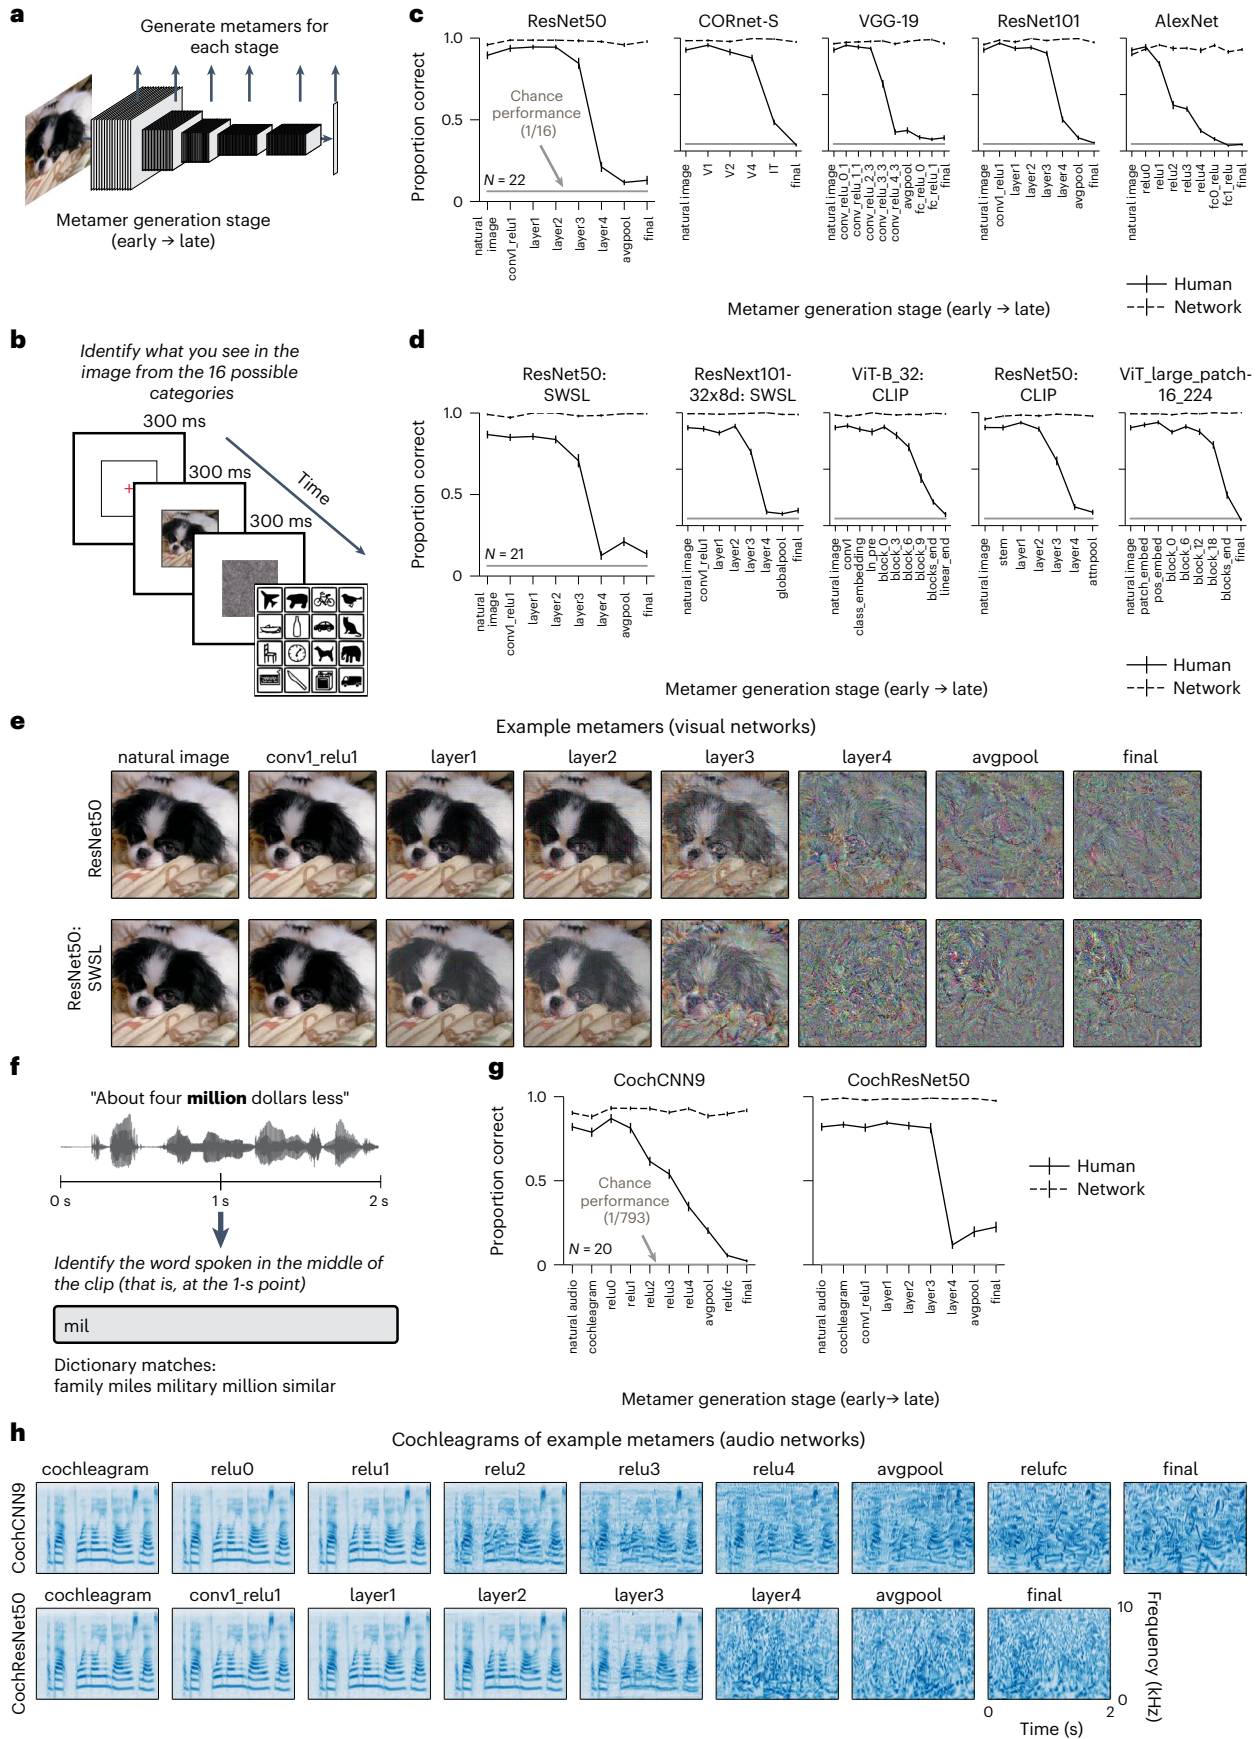 a
Generate metamers for
each stage
Metamer generation stage
(early → late)
b
Identify what you see in the
image from the 16 possible
categories
300 ms
300 ms
300 ms
Time
c
ResNet50
CORnet-S
VGG-19
ResNet101
AlexNet
Proportion correct
1.0
0.5
0
Chance
performance
(1/16)
N = 22
natural
image
conv1_relu1
layer1
layer2
layer3
layer4
avgpool
final
natural image
V1
V2
V4
IT
final
natural image
conv_relu_0_1
conv_relu_1_1
conv_relu_2_3
conv_relu_3_3
conv_relu_4_3
avgpool
fc_relu_0
fc_relu_1
final
natural image
conv1_relu1
layer1
layer2
layer3
layer4
avgpool
final
natural image
relu0
relu1
relu2
relu3
relu4
fc0_relu
fc1_relu
final
Human
Network
Metamer generation stage (early → late)
d
ResNet50:
SWSL
ResNext101-
32x8d: SWSL
ViT-B_32:
CLIP
ResNet50:
CLIP
ViT_large_patch-
16_224
Proportion correct
1.0
0.5
0
N = 21
natural
image
conv1_relu1
layer1
layer2
layer3
layer4
avgpool
final
natural image
conv1_relu1
layer1
layer2
layer3
layer4
globalpool
final
natural image
conv1
class_embedding
ln_pre
block_0
block_3
block_6
block_9
blocks_end
linear_end
natural image
stem
layer1
layer2
layer3
layer4
attnpool
natural image
patch_embed
pos_embed
block_0
block_6
block_12
block_18
blocks_end
final
Human
Network
Metamer generation stage (early → late)
e
Example metamers (visual networks)
natural image
conv1_relu1
layer1
layer2
layer3
layer4
avgpool
final
ResNet50
ResNet50:
SWSL
f
"About four million dollars less"
0 s
1 s
2 s
Identify the word spoken in the middle of
the clip (that is, at the 1-s point)
mil
Dictionary matches:
family miles military million similar
g
CochCNN9
CochResNet50
Proportion correct
1.0
0.5
0
Chance
performance
(1/793)
N = 20
natural audio
cochleagram
relu0
relu1
relu2
relu3
relu4
avgpool
relufc
final
natural audio
cochleagram
conv1_relu1
layer1
layer2
layer3
layer4
avgpool
final
Human
Network
Metamer generation stage (early→ late)
h
Cochleagrams of example metamers (audio networks)
cochleagram
relu0
relu1
relu2
relu3
relu4
avgpool
relufc
final
CochCNN9
cochleagram
conv1_relu1
layer1
layer2
layer3
layer4
avgpool
final
CochResNet50
10
0
Frequency (kHz)
0
2
Time (s)